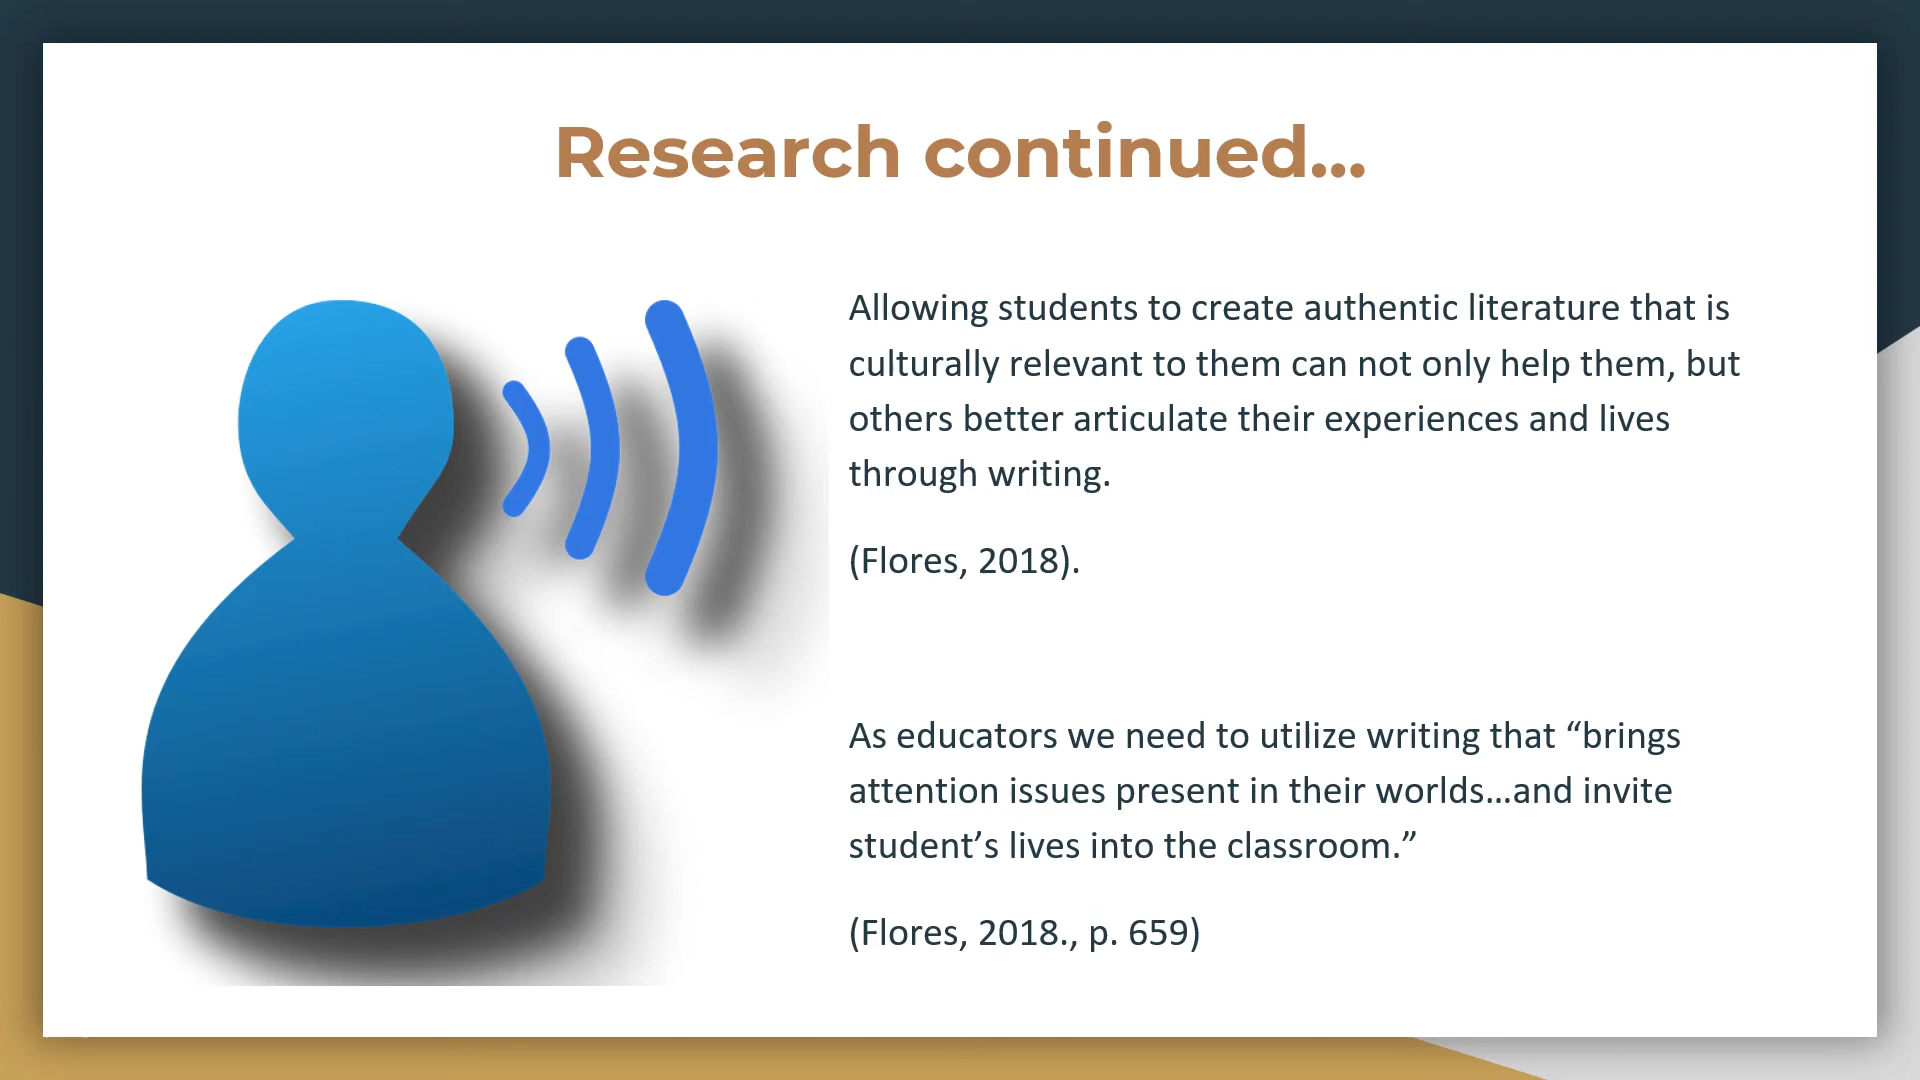 Research continued...
Allowing students to create authentic literature that is
culturally relevant to them can not only help them, but
others better articulate their experiences and lives
through writing.
(Flores, 2018).
As educators we need to utilize writing that “brings
attention issues present in their worlds…and invite
student’s lives into the classroom.”
(Flores, 2018., p. 659)